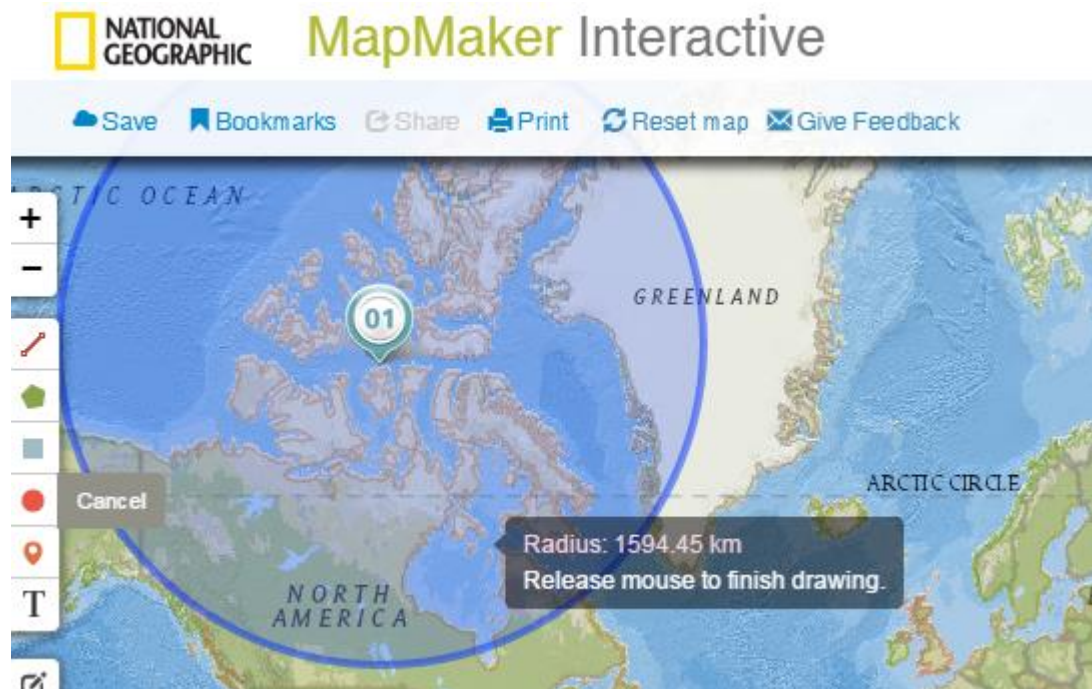 NATIONAL
GEOGRAPHIC
MapMaker Interactive
Save Bookmarks Share Print Reset map Give Feedback
ARCTIC OCEAN
+
01
−
GREENLAND
ARCTIC CIRCLE
Cancel
Radius: 1594.45 km
Release mouse to finish drawing.
T
NORTH
AMERICA